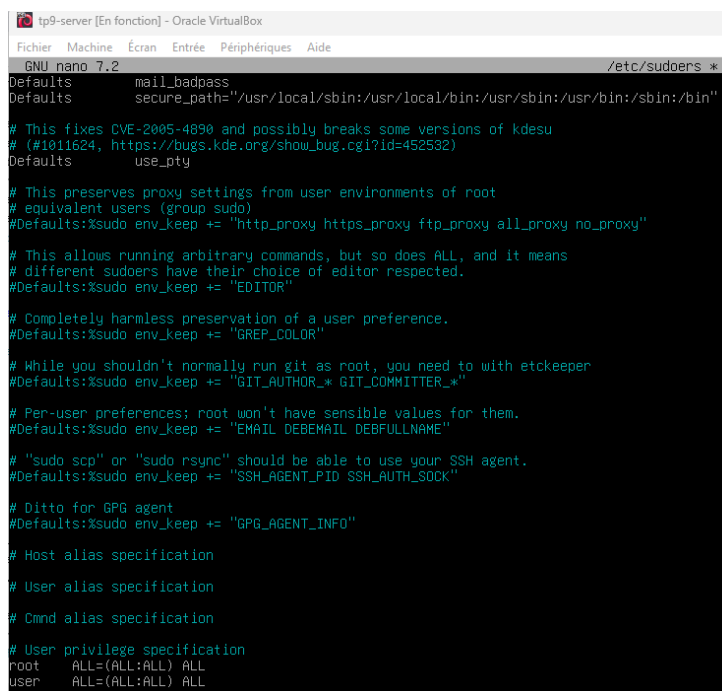 tp9-server [En fonction] - Oracle VirtualBox
Fichier Machine Écran Entrée Périphériques Aide
GNU nano 7.2 /etc/sudoers *
Defaults mail_badpass
Defaults secure_path="/usr/local/sbin:/usr/local/bin:/usr/sbin:/usr/bin:/sbin:/bin"
# This fixes CVE-2005-4890 and possibly breaks some versions of kdesu
# (#1011624, https://bugs.kde.org/show_bug.cgi?id=452532)
Defaults use_pty
# This preserves proxy settings from user environments of root
# equivalent users (group sudo)
#Defaults:%sudo env_keep += "http_proxy https_proxy ftp_proxy all_proxy no_proxy"
# This allows running arbitrary commands, but so does ALL, and it means
# different sudoers have their choice of editor respected.
#Defaults:%sudo env_keep += "EDITOR"
# Completely harmless preservation of a user preference.
#Defaults:%sudo env_keep += "GREP_COLOR"
# While you shouldn't normally run git as root, you need to with etckeeper
#Defaults:%sudo env_keep += "GIT_AUTHOR_* GIT_COMMITTER_*"
# Per-user preferences; root won't have sensible values for them.
#Defaults:%sudo env_keep += "EMAIL DEBEMAIL DEBFULLNAME"
# "sudo scp" or "sudo rsync" should be able to use your SSH agent.
#Defaults:%sudo env_keep += "SSH_AGENT_PID SSH_AUTH_SOCK"
# Ditto for GPG agent
#Defaults:%sudo env_keep += "GPG_AGENT_INFO"
# Host alias specification
# User alias specification
# Cmnd alias specification
# User privilege specification
root ALL=(ALL:ALL) ALL
user ALL=(ALL:ALL) ALL